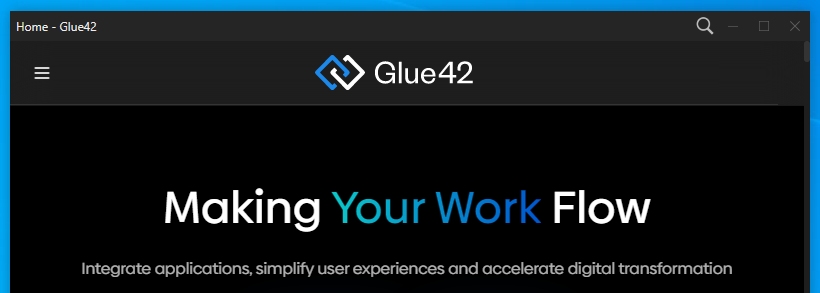 Home - Glue42
Glue42
Making Your Work Flow
Integrate applications, simplify user experiences and accelerate digital transformation